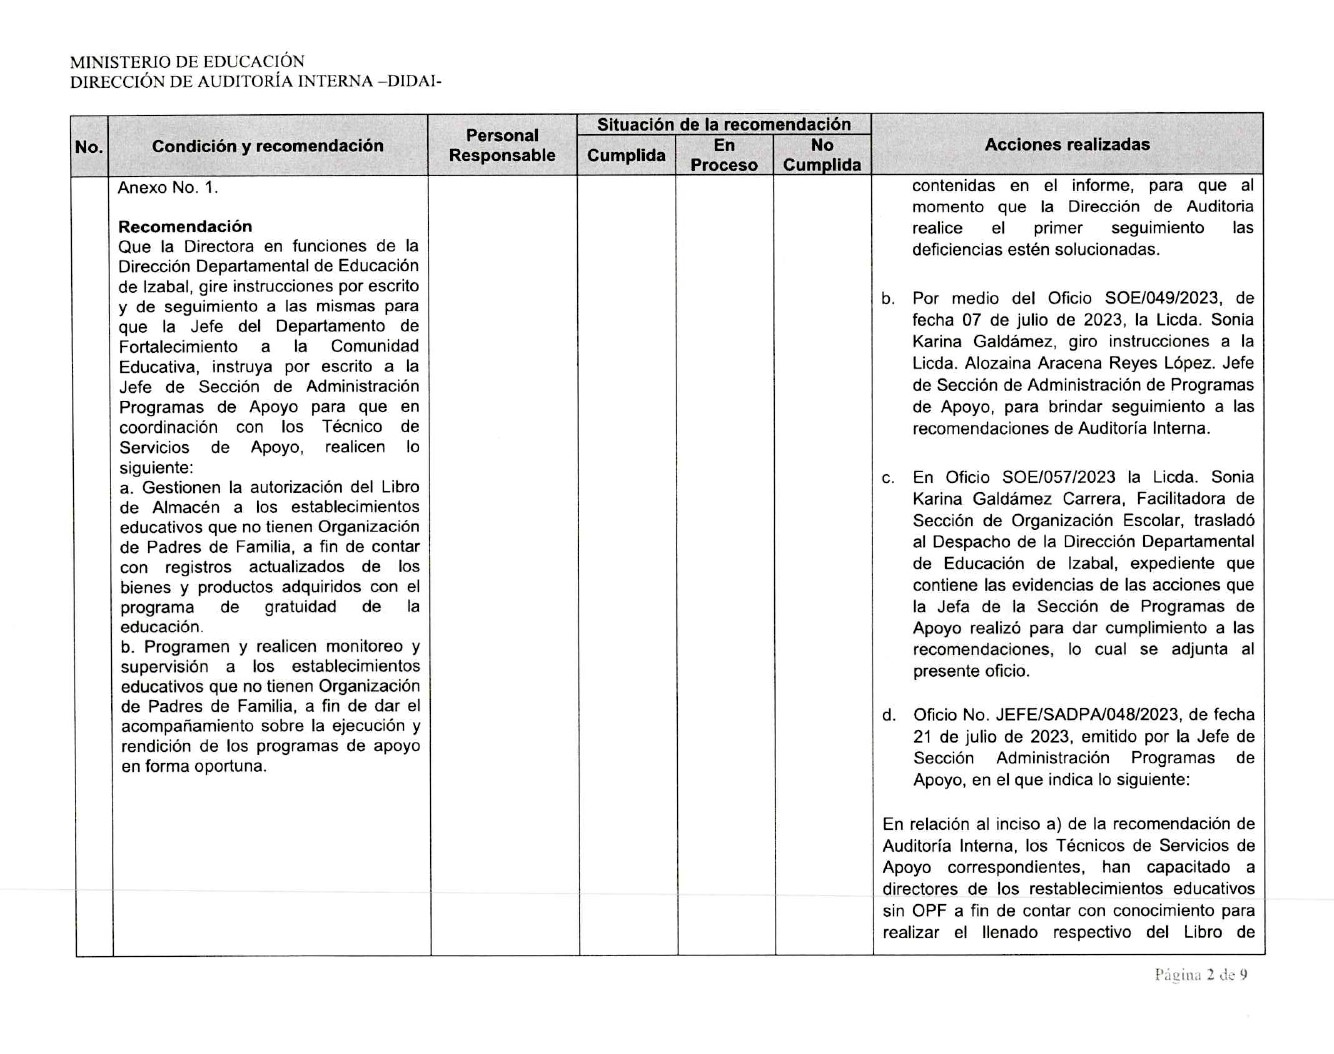 MINISTERIO DE EDUCACIÓN
DIRECCIÓN DE AUDITORÍA INTERNA –DIDAI-
No.
Condición y recomendación
Personal
Responsable
Situación de la recomendación
Cumplida
En
Proceso
No
Cumplida
Acciones realizadas
Anexo No. 1.
Recomendación
Que la Directora en funciones de la
Dirección Departamental de Educación
de Izabal, gire instrucciones por escrito
y de seguimiento a las mismas para
que la Jefe del Departamento de
Fortalecimiento a la Comunidad
Educativa, instruya por escrito a la
Jefe de Sección de Administración
Programas de Apoyo para que en
coordinación con los Técnico de
Servicios de Apoyo, realicen lo
siguiente:
a. Gestionen la autorización del Libro
de Almacén a los establecimientos
educativos que no tienen Organización
de Padres de Familia, a fin de contar
con registros actualizados de los
bienes y productos adquiridos con el
programa de gratuidad de la
educación.
b. Programen y realicen monitoreo y
supervisión a los establecimientos
educativos que no tienen Organización
de Padres de Familia, a fin de dar el
acompañamiento sobre la ejecución y
rendición de los programas de apoyo
en forma oportuna.
contenidas en el informe, para que al
momento que la Dirección de Auditoria
realice el primer seguimiento las
deficiencias estén solucionadas.
b. Por medio del Oficio SOE/049/2023, de
fecha 07 de julio de 2023, la Licda. Sonia
Karina Galdámez, giro instrucciones a la
Licda. Alozaina Aracena Reyes López. Jefe
de Sección de Administración de Programas
de Apoyo, para brindar seguimiento a las
recomendaciones de Auditoría Interna.
c. En Oficio SOE/057/2023 la Licda. Sonia
Karina Galdámez Carrera, Facilitadora de
Sección de Organización Escolar, trasladó
al Despacho de la Dirección Departamental
de Educación de Izabal, expediente que
contiene las evidencias de las acciones que
la Jefa de la Sección de Programas de
Apoyo realizó para dar cumplimiento a las
recomendaciones, lo cual se adjunta al
presente oficio.
d. Oficio No. JEFE/SADPA/048/2023, de fecha
21 de julio de 2023, emitido por la Jefe de
Sección Administración Programas de
Apoyo, en el que indica lo siguiente:
En relación al inciso a) de la recomendación de
Auditoría Interna, los Técnicos de Servicios de
Apoyo correspondientes, han capacitado a
directores de los restablecimientos educativos
sin OPF a fin de contar con conocimiento para
realizar el llenado respectivo del Libro de
Página 2 de 9